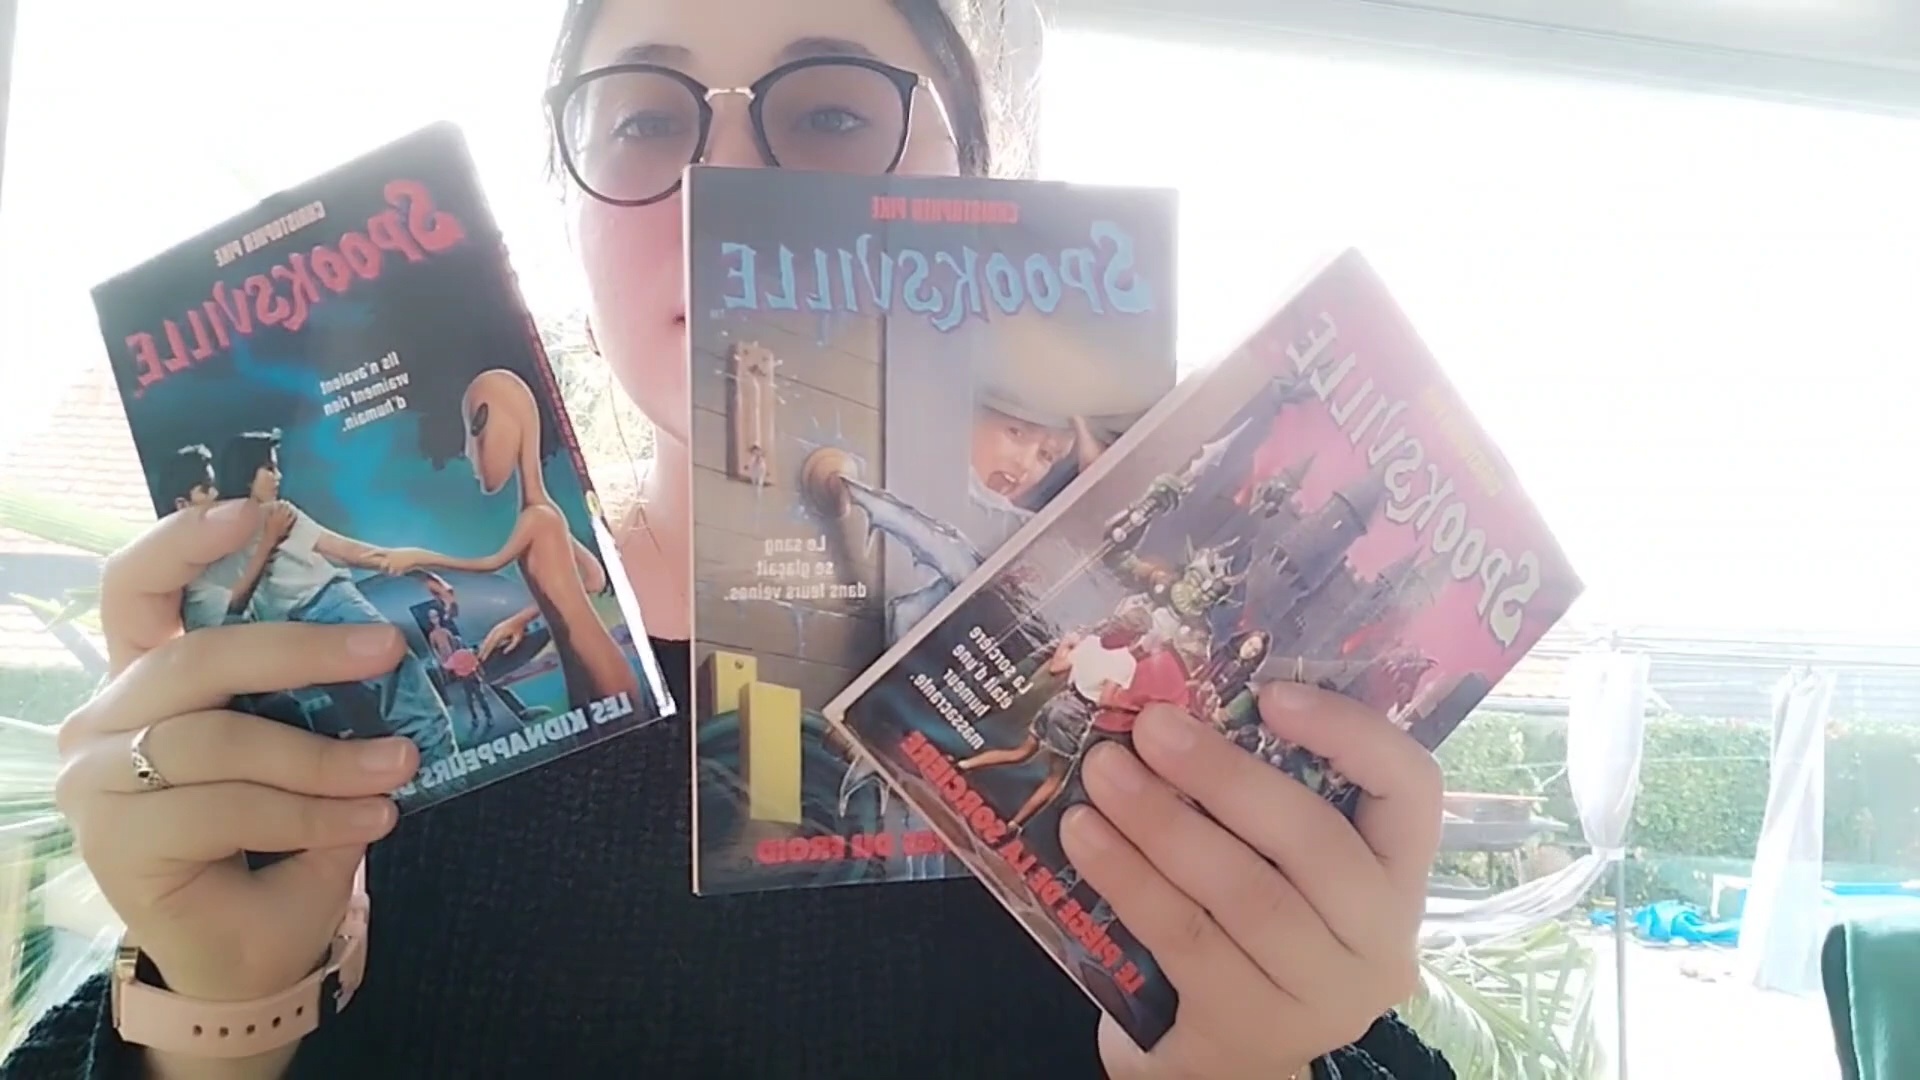 CHRISTOPHER PIKE
SPOOKSVILLE
Ils n'avaient
vraiment rien
d'humain.
LES KIDNAPPEURS
CHRISTOPHER PIKE
SPOOKSVILLE™
Le sang
se glaçait
dans leurs veines.
DU FROID
SPOOKSVILLE
La sorcière
était d'une
humeur
massacrante.
LE PIÈGE DE LA SORCIÈRE